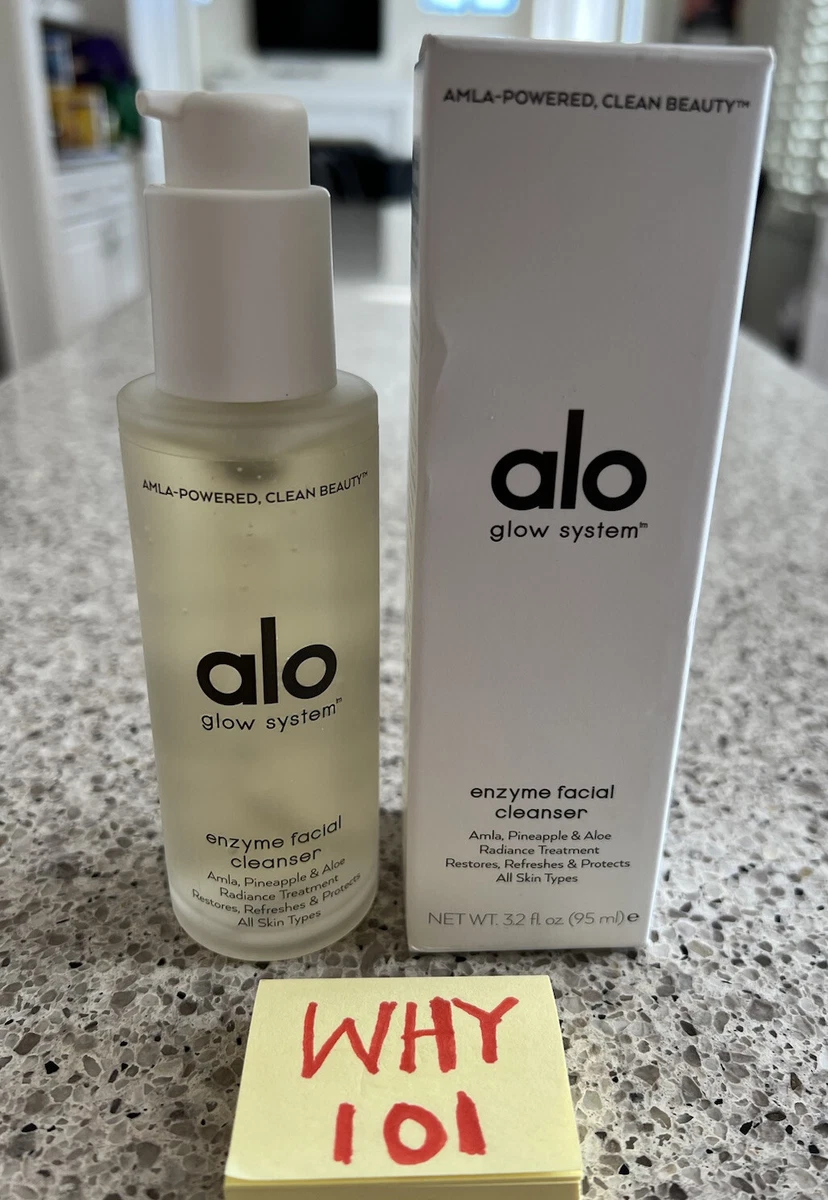 AMLA-POWERED, CLEAN BEAUTY™
alo
glow system™
enzyme facial
cleanser
Amla, Pineapple & Aloe
Radiance Treatment
Restores, Refreshes & Protects
All Skin Types
AMLA-POWERED, CLEAN BEAUTY™
alo
glow system™
enzyme facial
cleanser
Amla, Pineapple & Aloe
Radiance Treatment
Restores, Refreshes & Protects
All Skin Types
NET WT. 3.2 fl. oz (95 ml) e
WHY
101